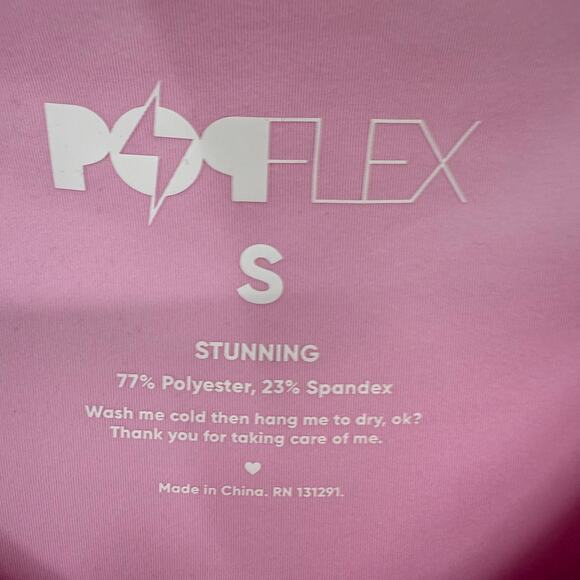 POPFLEX
S
STUNNING
77% Polyester, 23% Spandex
Wash me cold then hang me to dry, ok?
Thank you for taking care of me.
Made in China. RN 131291.